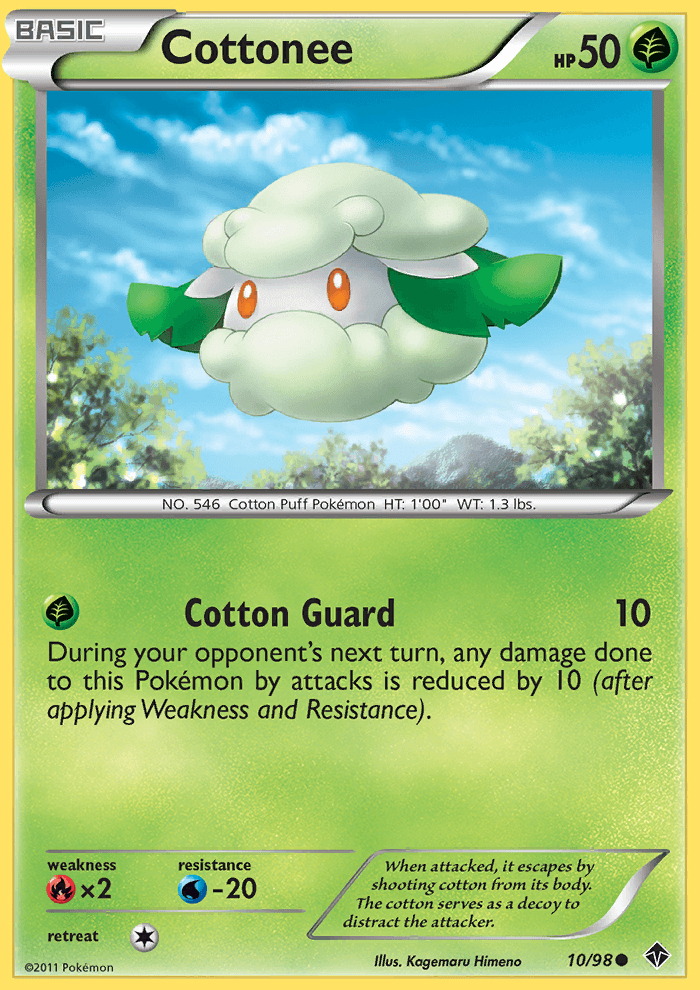 BASIC
Cottonee
HP50
NO. 546 Cotton Puff Pokémon HT: 1'00" WT: 1.3 lbs.
Cotton Guard 10
During your opponent's next turn, any damage done
to this Pokémon by attacks is reduced by 10 (after
applying Weakness and Resistance).
weakness
×2
resistance
-20
retreat
When attacked, it escapes by
shooting cotton from its body.
The cotton serves as a decoy to
distract the attacker.
©2011 Pokémon
Illus. Kagemaru Himeno
10/98